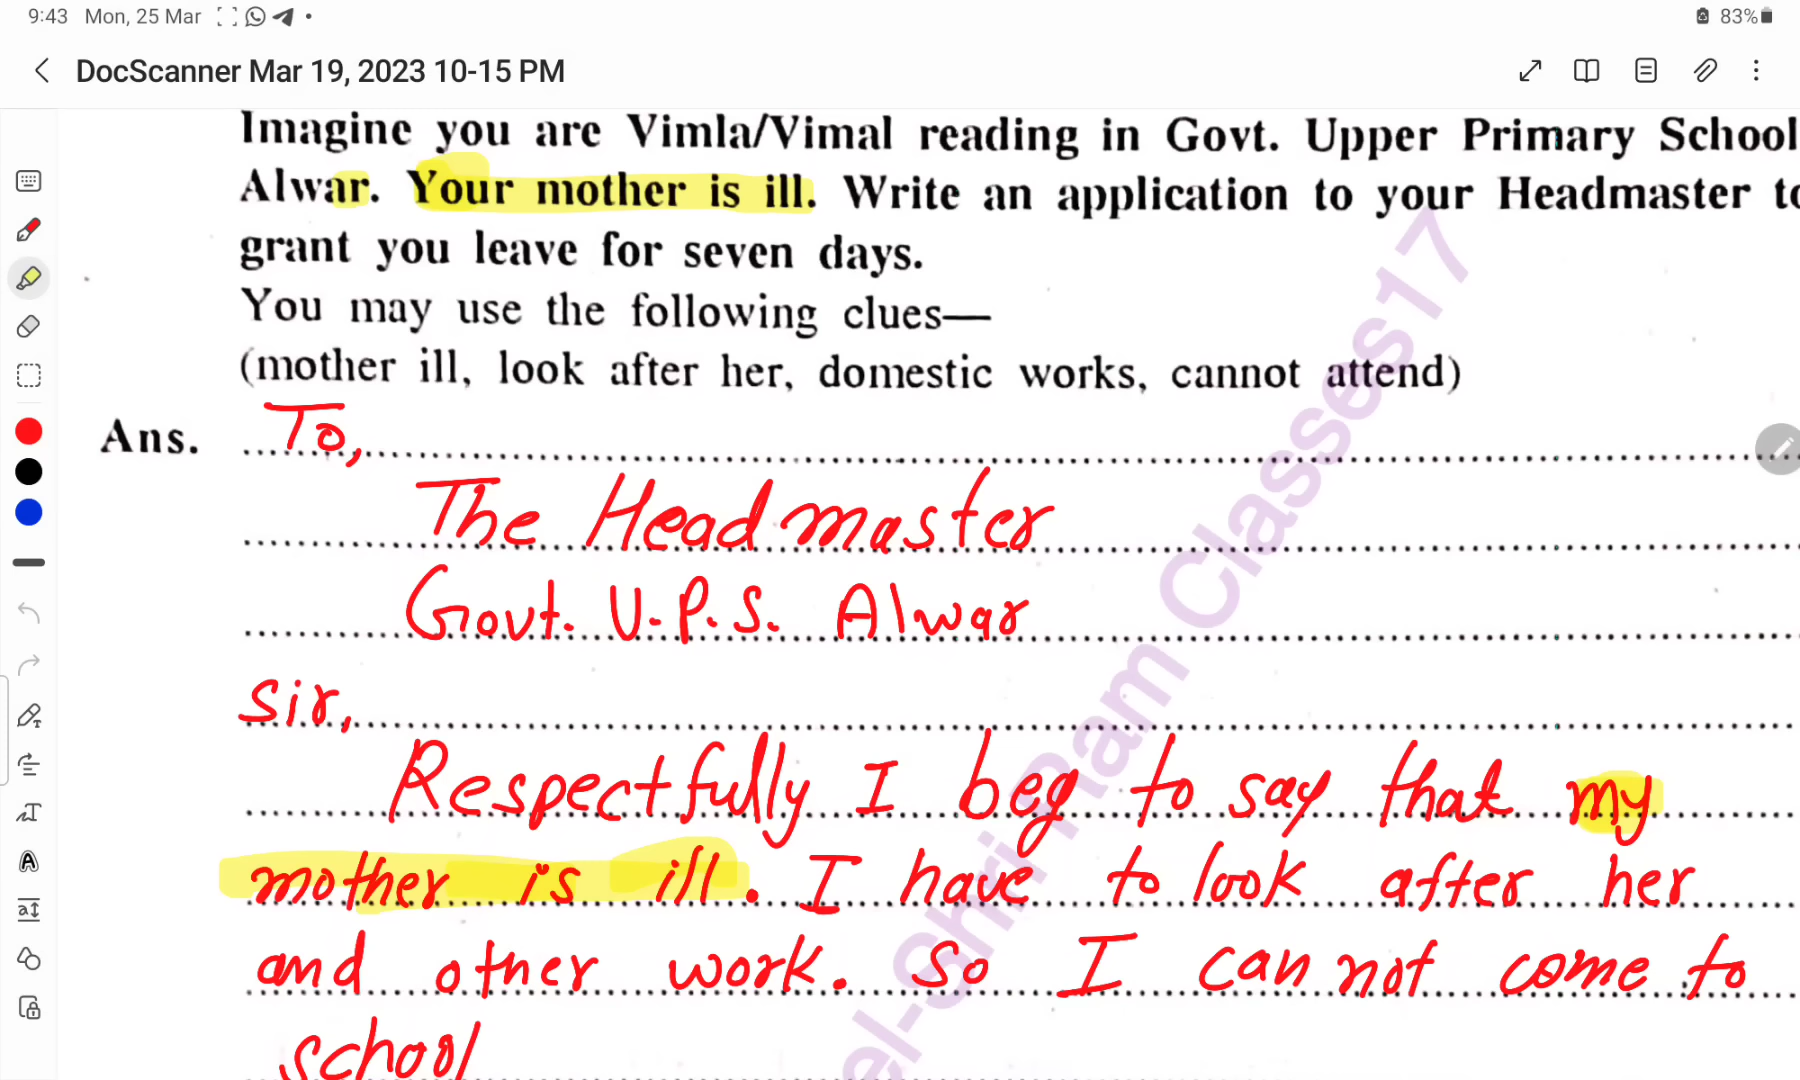 9:43 Mon, 25 Mar
83%
DocScanner Mar 19, 2023 10-15 PM
Imagine you are Vimla/Vimal reading in Govt. Upper Primary School
Alwar. Your mother is ill. Write an application to your Headmaster to
grant you leave for seven days.
You may use the following clues—
(mother ill, look after her, domestic works, cannot attend)
Ans. To,
The Headmaster
Govt. U.P.S. Alwar
Sir,
Respectfully I beg to say that my
mother is ill. I have to look after her
and other work. So I can not come to
school
el-Shri Ram Classes17